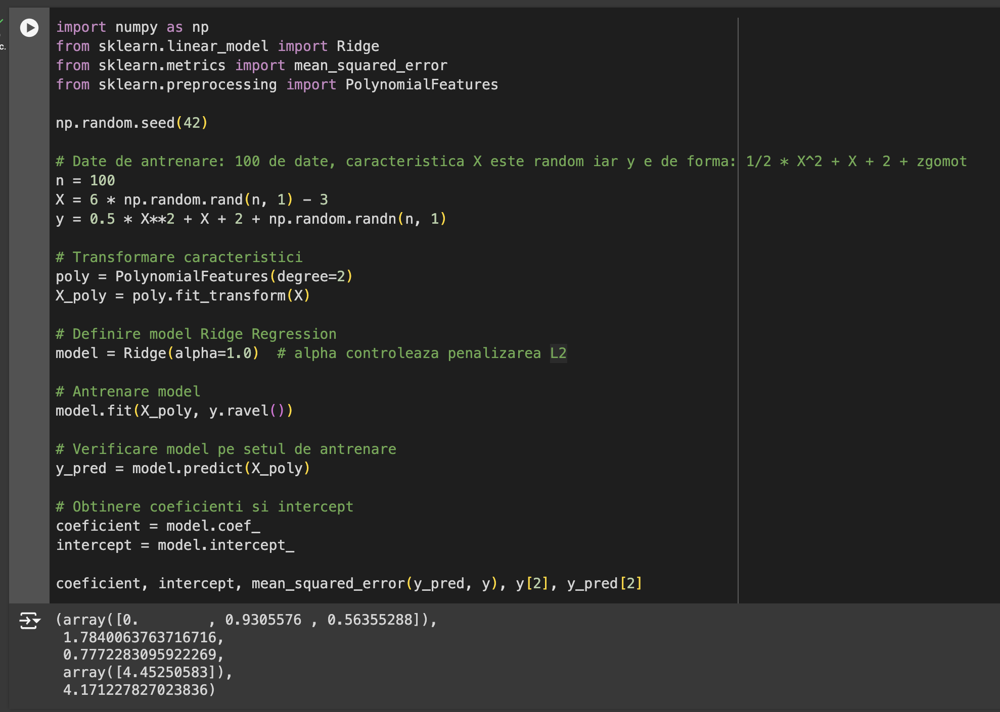 c.
import numpy as np
from sklearn.linear_model import Ridge
from sklearn.metrics import mean_squared_error
from sklearn.preprocessing import PolynomialFeatures
np.random.seed(42)
# Date de antrenare: 100 de date, caracteristica X este random iar y e de forma: 1/2 * X^2 + X + 2 + zgomot
n = 100
X = 6 * np.random.rand(n, 1) - 3
y = 0.5 * X**2 + X + 2 + np.random.randn(n, 1)
# Transformare caracteristici
poly = PolynomialFeatures(degree=2)
X_poly = poly.fit_transform(X)
# Definire model Ridge Regression
model = Ridge(alpha=1.0)  # alpha controleaza penalizarea L2
# Antrenare model
model.fit(X_poly, y.ravel())
# Verificare model pe setul de antrenare
y_pred = model.predict(X_poly)
# Obtinere coeficienti si intercept
coeficient = model.coef_
intercept = model.intercept_
coeficient, intercept, mean_squared_error(y_pred, y), y[2], y_pred[2]
(array([0.        , 0.9305576 , 0.56355288]),
1.7840063763716716,
0.7772283095922269,
array([4.45250583]),
4.171227827023836)